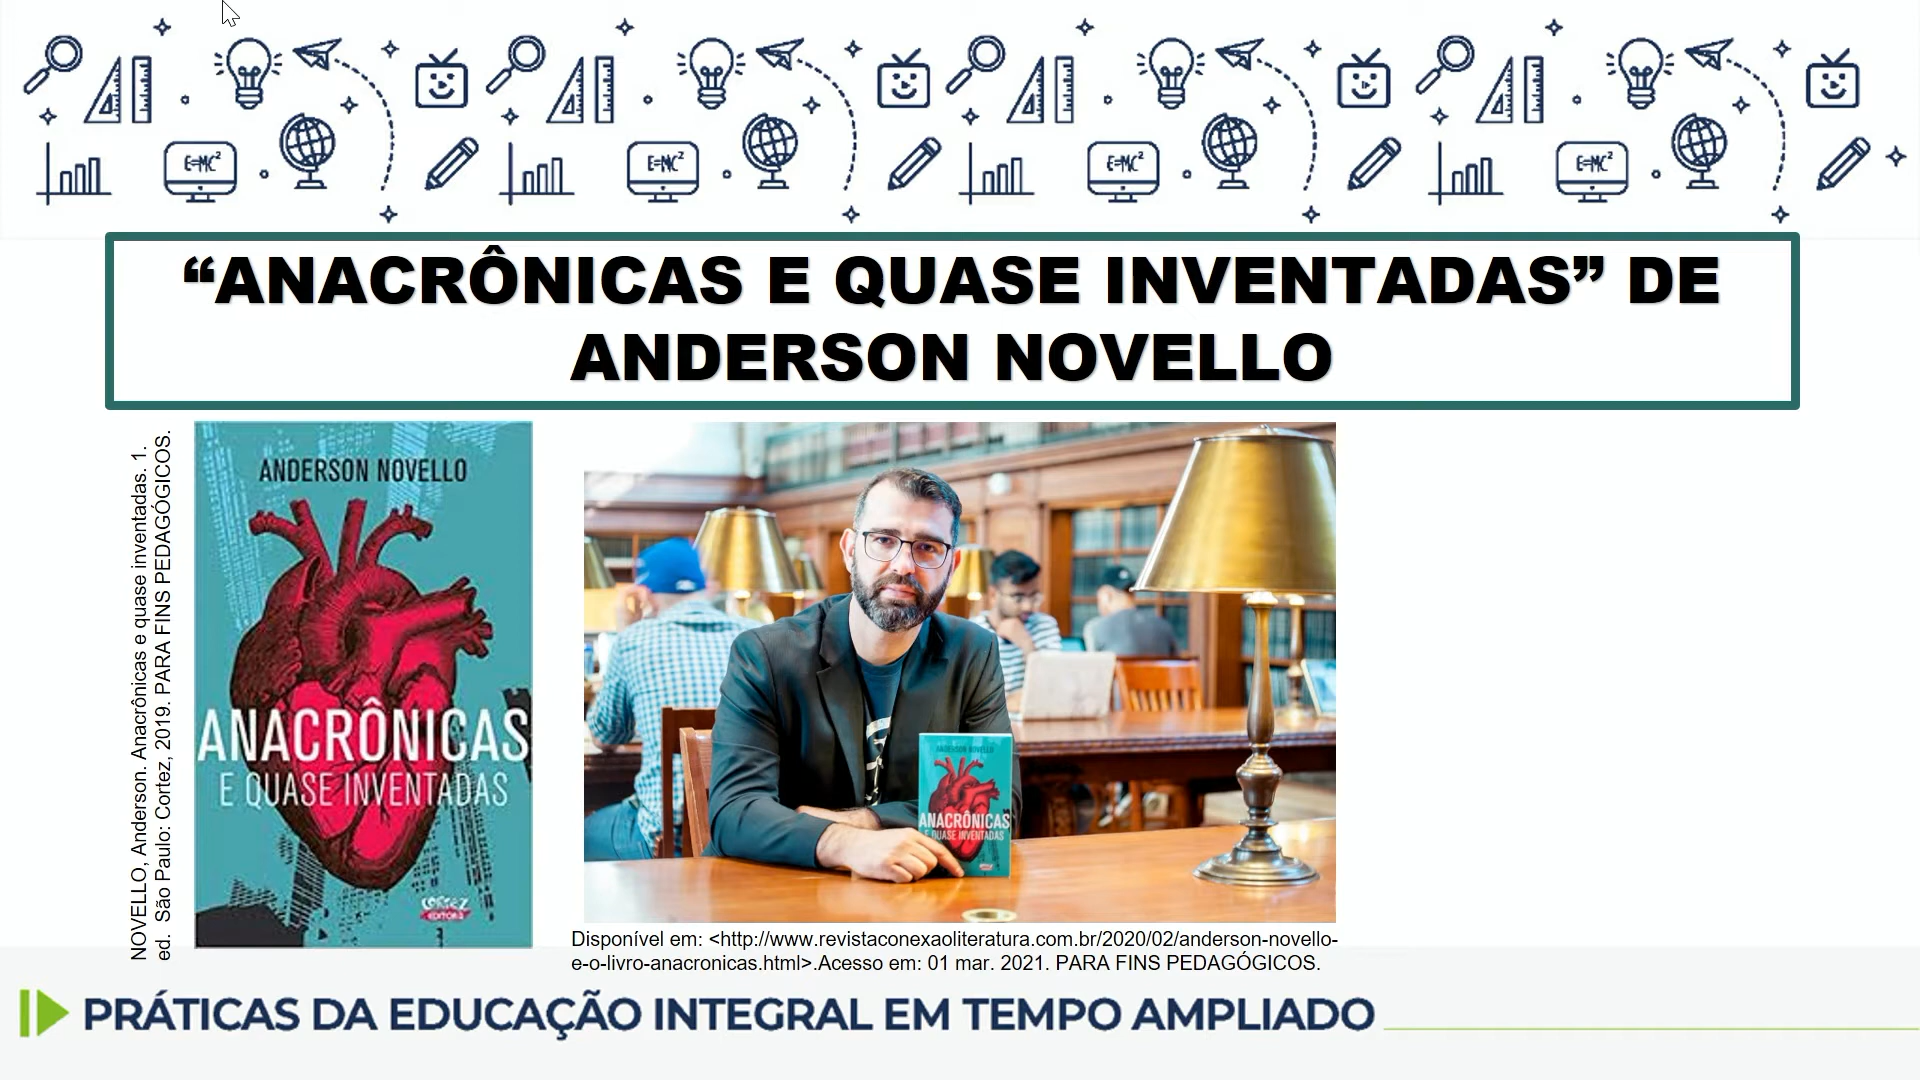 E=MC²
E=MC²
E=MC²
E=MC²
“ANACRÔNICAS E QUASE INVENTADAS” DE
ANDERSON NOVELLO
NOVELLO, Anderson. Anacrônicas e quase inventadas. 1.
ed. São Paulo: Cortez, 2019. PARA FINS PEDAGÓGICOS.
ANDERSON NOVELLO
ANACRÔNICAS
E QUASE INVENTADAS
CORTEZ
EDITORA
ANDERSON NOVELLO
ANACRÔNICAS
E QUASE INVENTADAS
Disponível em: <http://www.revistaconexaoliteratura.com.br/2020/02/anderson-novello-
e-o-livro-anacronicas.html>.Acesso em: 01 mar. 2021. PARA FINS PEDAGÓGICOS.
PRÁTICAS DA EDUCAÇÃO INTEGRAL EM TEMPO AMPLIADO